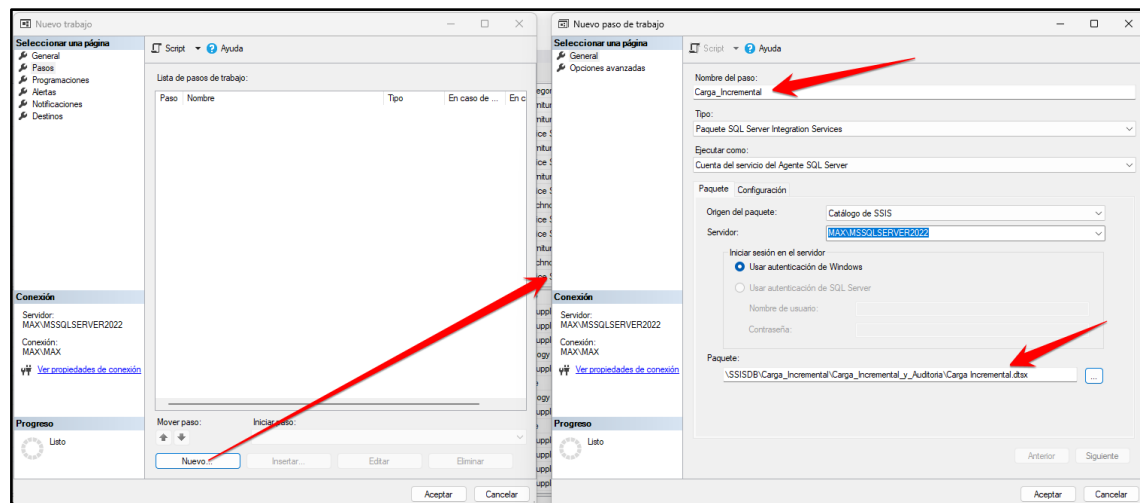 Nuevo trabajo
Seleccionar una página
General
Pasos
Programaciones
Alertas
Notificaciones
Destinos
Script
Ayuda
Lista de pasos de trabajo:
Paso Nombre Tipo En caso de ... En c
Conexión
Servidor:
MAX\MSSQLSERVER2022
Conexión:
MAX\MAX
Ver propiedades de conexión
Progreso
Listo
Mover paso: Iniciar paso:
Nuevo... Insertar... Editar Eliminar
Aceptar Cancelar
Nuevo paso de trabajo
Seleccionar una página
General
Opciones avanzadas
Script
Ayuda
Nombre del paso:
Carga_Incremental
Tipo:
Paquete SQL Server Integration Services
Ejecutar como:
Cuenta del servicio del Agente SQL Server
Paquete Configuración
Origen del paquete: Catálogo de SSIS
Servidor: MAX\MSSQLSERVER2022
Iniciar sesión en el servidor
Usar autenticación de Windows
Usar autenticación de SQL Server
Nombre de usuario:
Contraseña:
Paquete:
\SSISDB\Carga_Incremental\Carga_Incremental_y_Auditoria\Carga Incremental.dtsx
...
Conexión
Servidor:
MAX\MSSQLSERVER2022
Conexión:
MAX\MAX
Ver propiedades de conexión
Progreso
Listo
Anterior Siguiente
Aceptar Cancelar